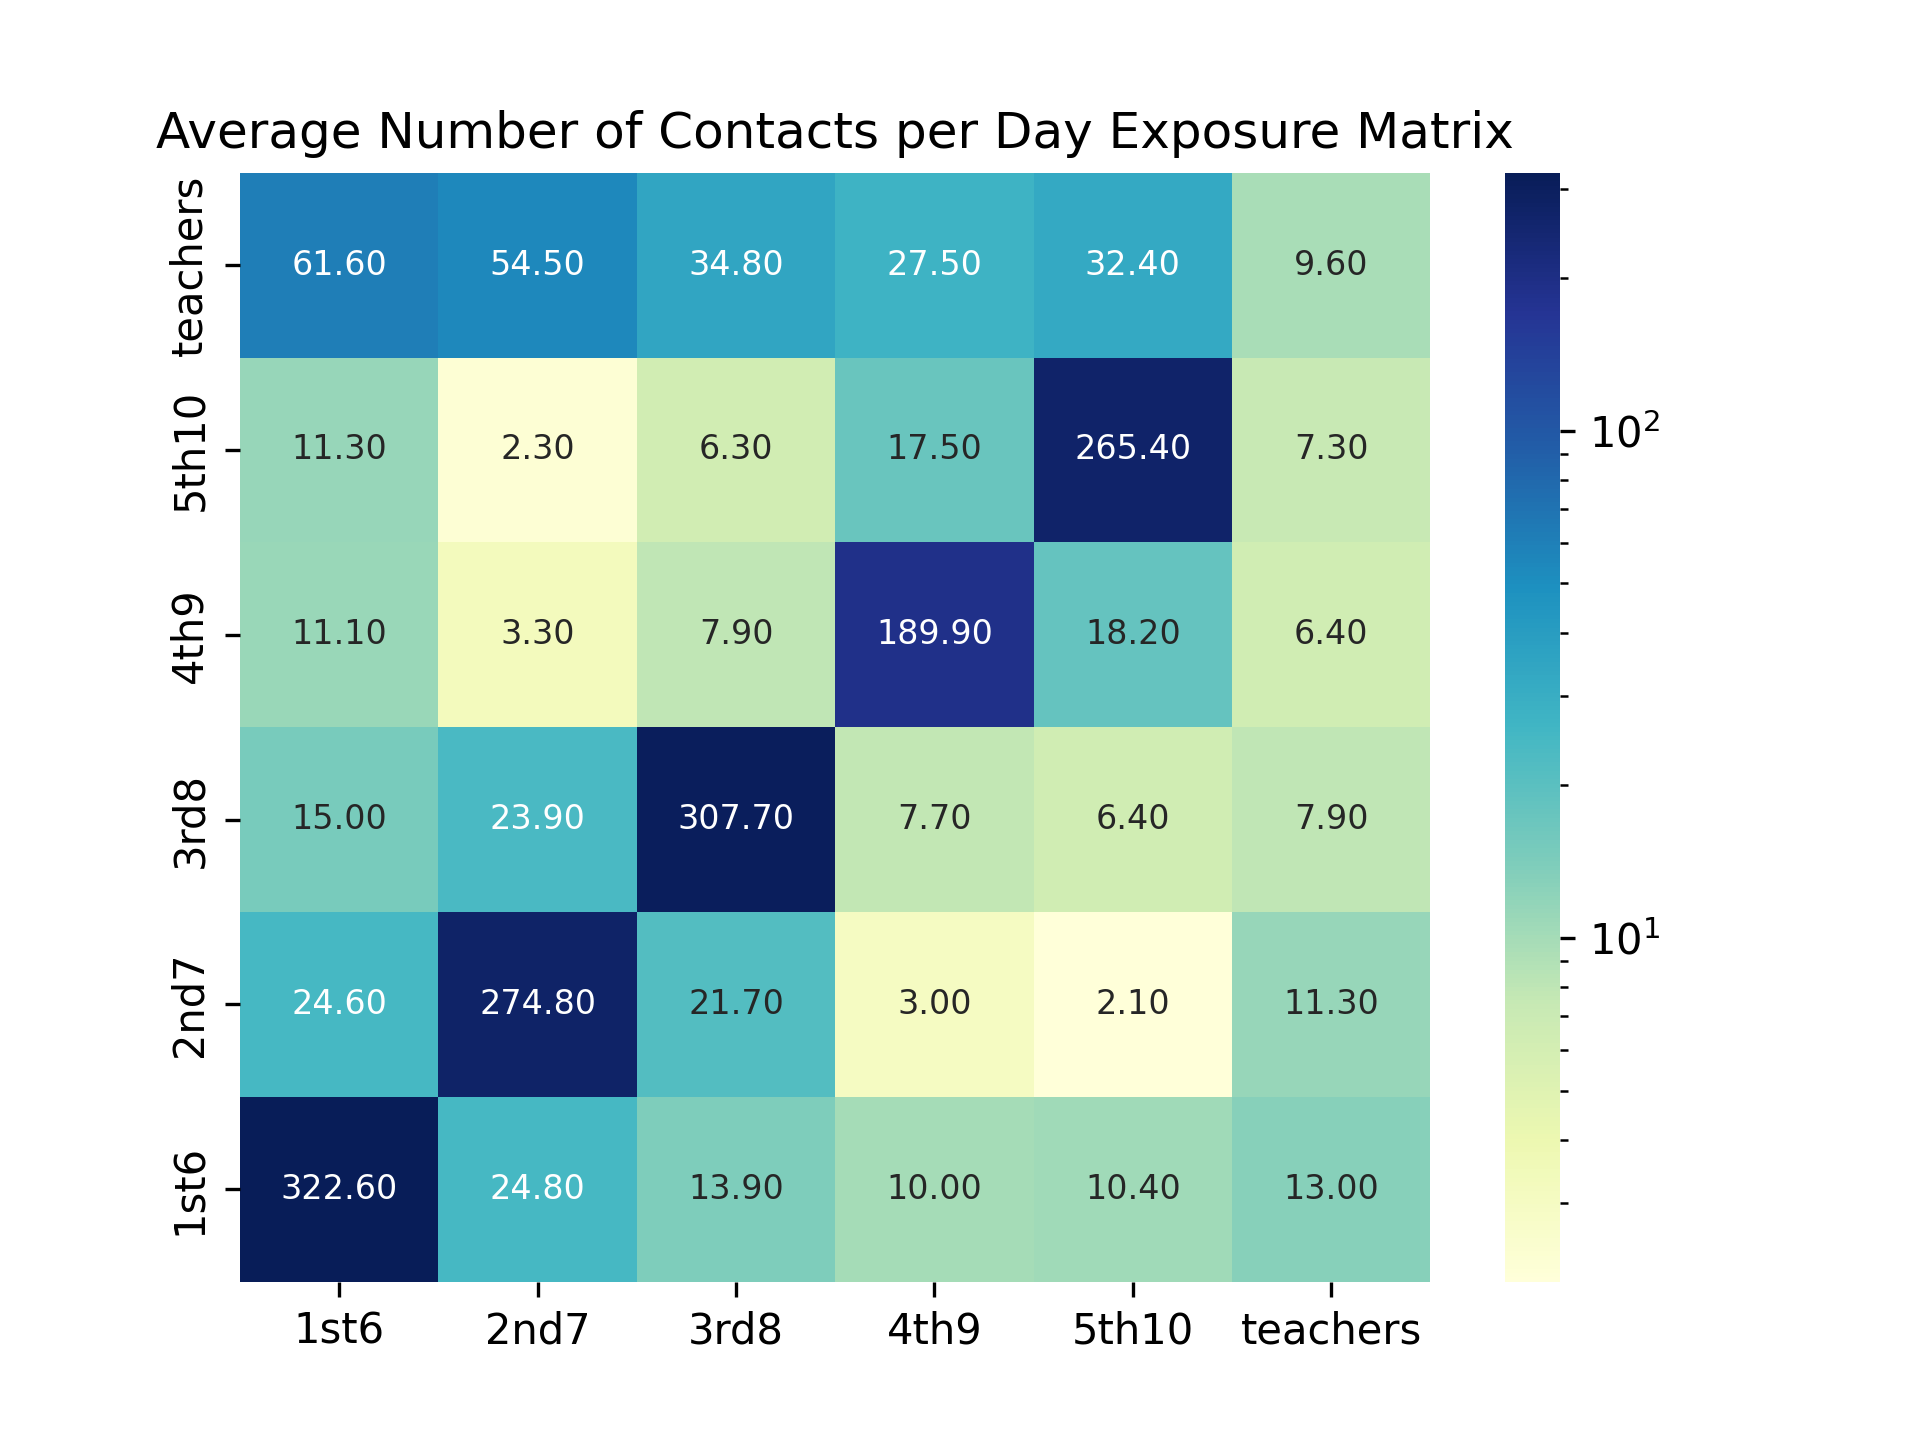 Average Number of Contacts per Day Exposure Matrix
teachers 61.60 54.50 34.80 27.50 32.40 9.60
5th10 11.30 2.30 6.30 17.50 265.40 7.30
10²
4th9 11.10 3.30 7.90 189.90 18.20 6.40
3rd8 15.00 23.90 307.70 7.70 6.40 7.90
10¹
2nd7 24.60 274.80 21.70 3.00 2.10 11.30
1st6 322.60 24.80 13.90 10.00 10.40 13.00
1st6 2nd7 3rd8 4th9 5th10 teachers